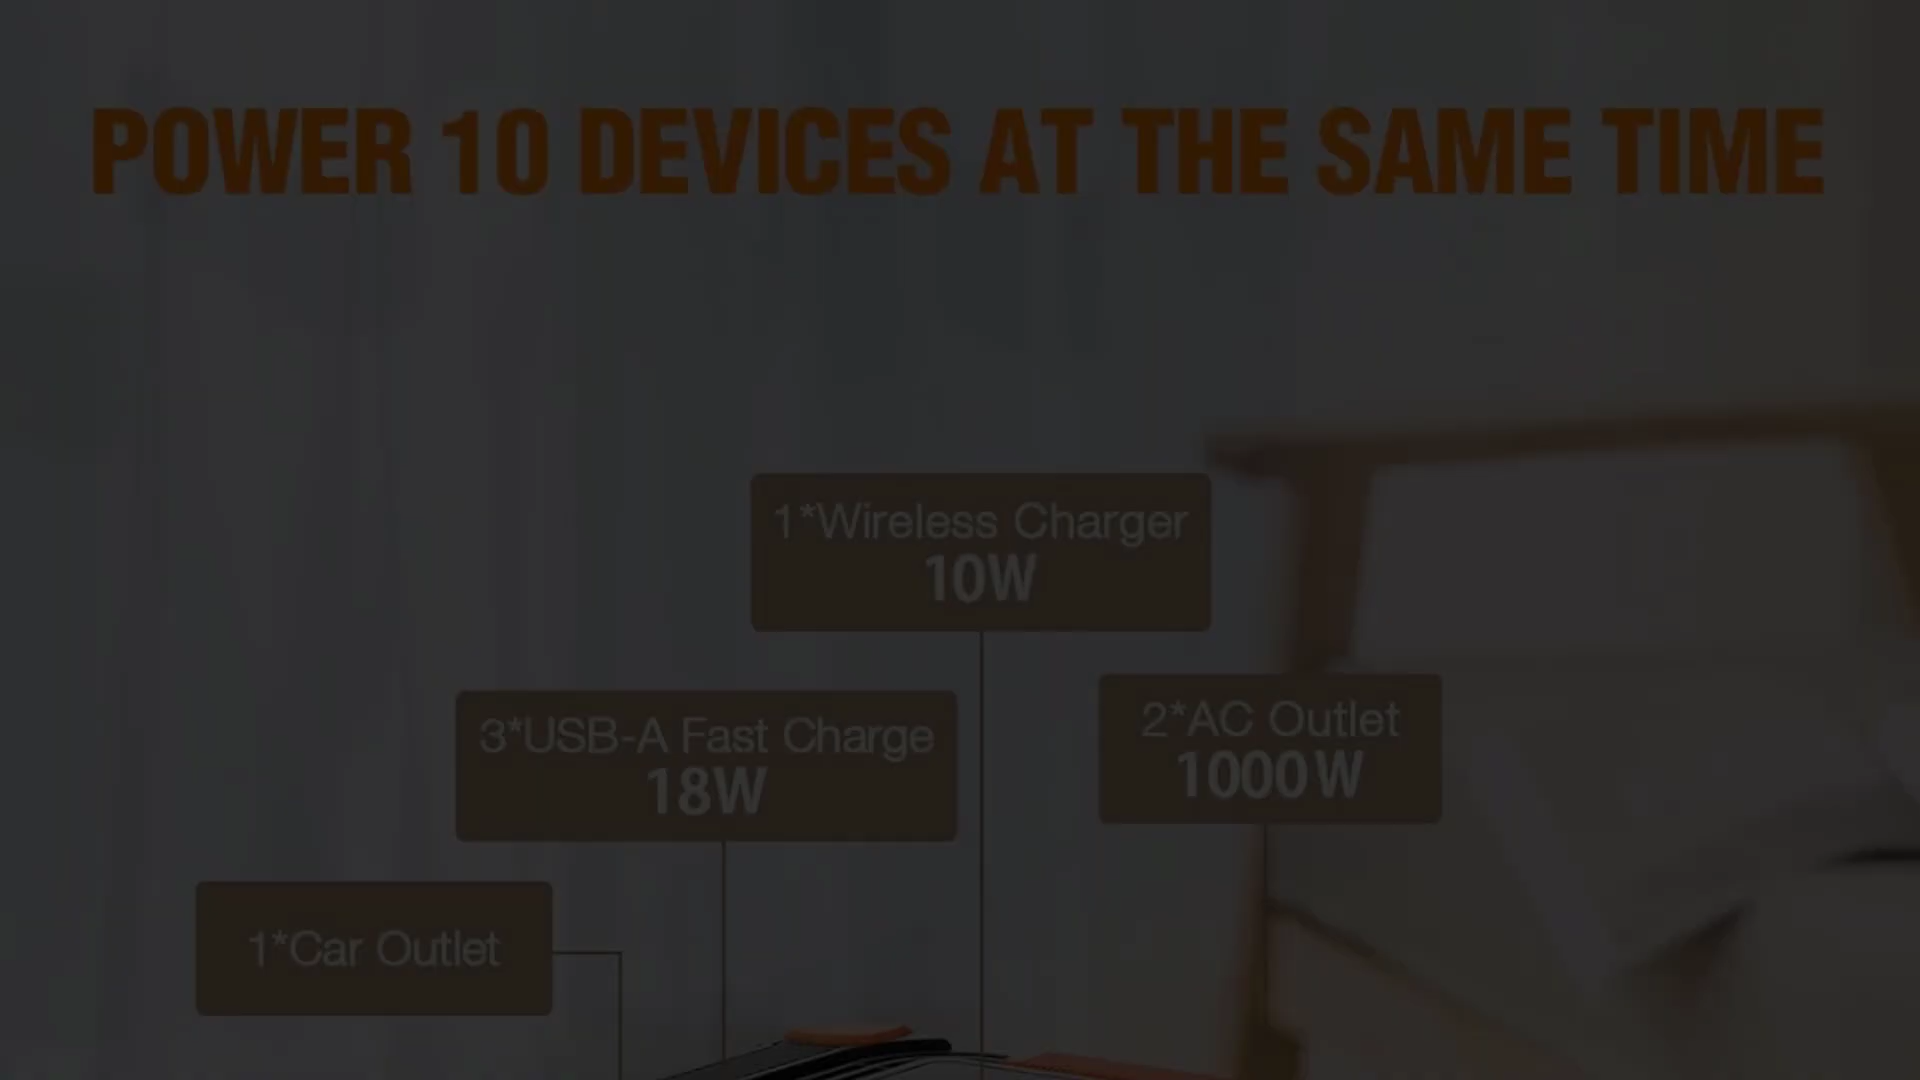 POWER 10 DEVICES AT THE SAME TIME
1*Wireless Charger
10W
3*USB-A Fast Charge
18W
2*AC Outlet
1000W
1*Car Outlet